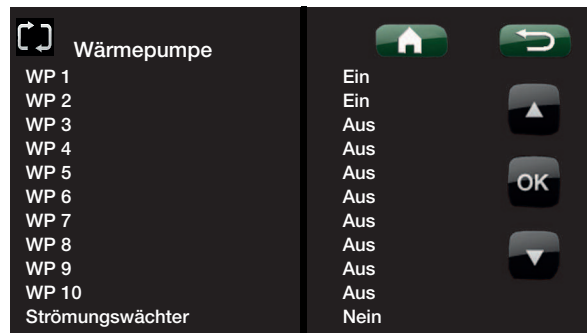 Wärmepumpe
WP 1 Ein
WP 2 Ein
WP 3 Aus
WP 4 Aus
WP 5 Aus
WP 6 Aus
WP 7 Aus
WP 8 Aus
WP 9 Aus
WP 10 Aus
Strömungswächter Nein
OK